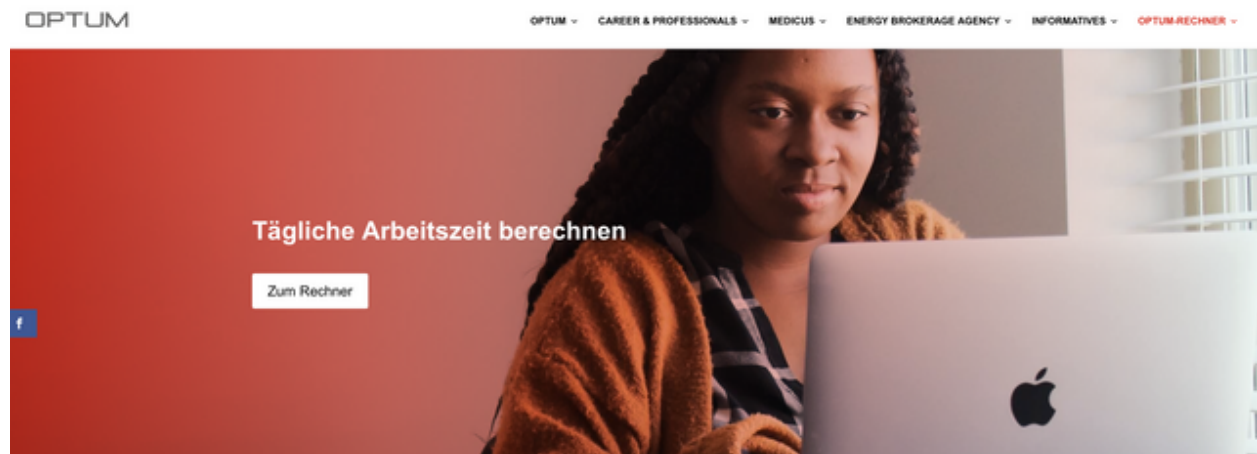 OPTUM
OPTUM CAREER & PROFESSIONALS MEDICUS ENERGY BROKERAGE AGENCY INFORMATIVES OPTUM-RECHNER
Tägliche Arbeitszeit berechnen
Zum Rechner
f